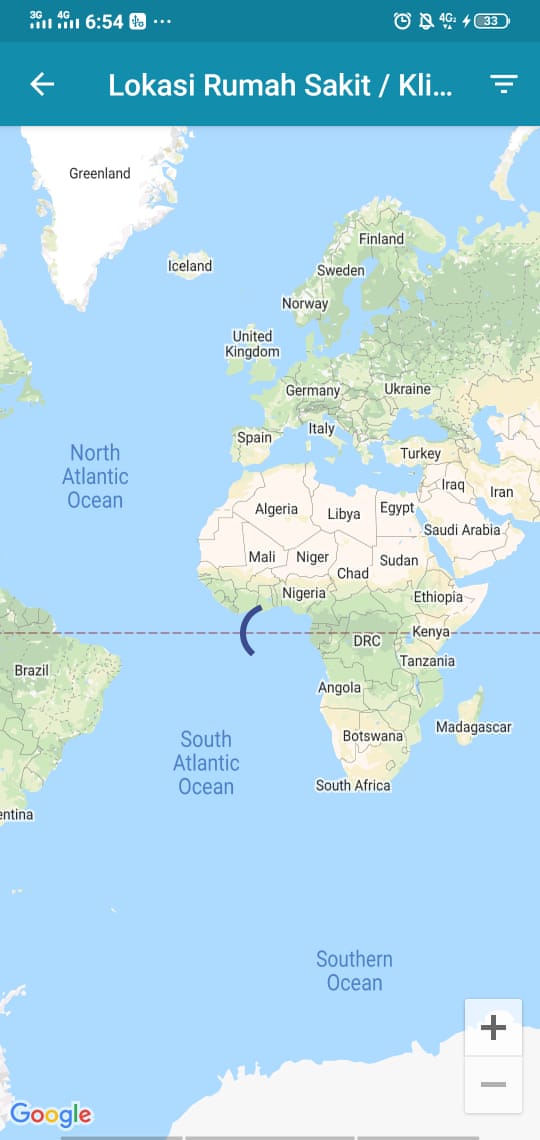 3G 4G 6:54 ... 4G 33
Lokasi Rumah Sakit / Kli...
Greenland
Finland
Iceland
Sweden
Norway
United
Kingdom
Germany
Ukraine
Italy
Spain
Turkey
North
Atlantic
Ocean
Iraq
Iran
Algeria
Libya
Egypt
Saudi Arabia
Mali
Niger
Sudan
Chad
Nigeria
Ethiopia
DRC
Kenya
Brazil
Tanzania
Angola
Madagascar
Botswana
South
Atlantic
Ocean
South Africa
entina
Southern
Ocean
+
−
Google